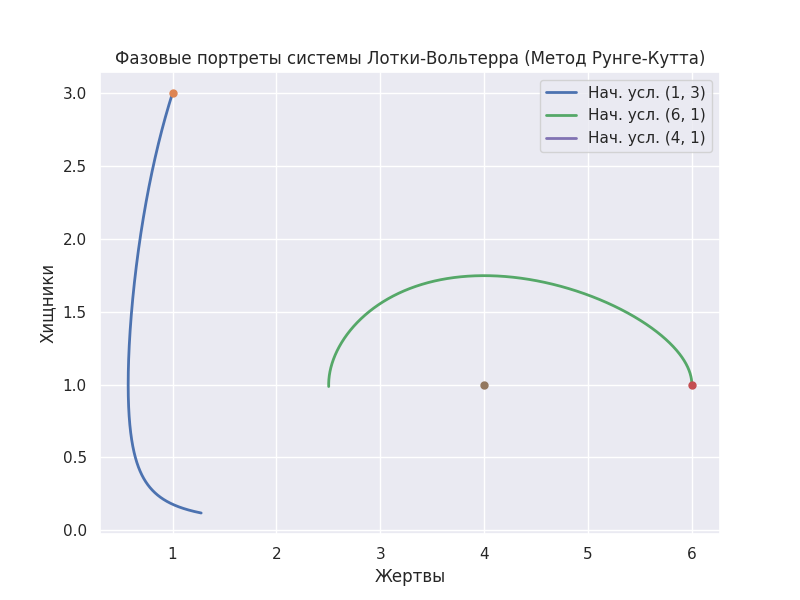 Фазовые портреты системы Лотки-Вольтерра (Метод Рунге-Кутта)
Нач. усл. (1, 3)
Нач. усл. (6, 1)
Нач. усл. (4, 1)
Хищники
3.0
2.5
2.0
1.5
1.0
0.5
0.0
1 2 3 4 5 6
Жертвы